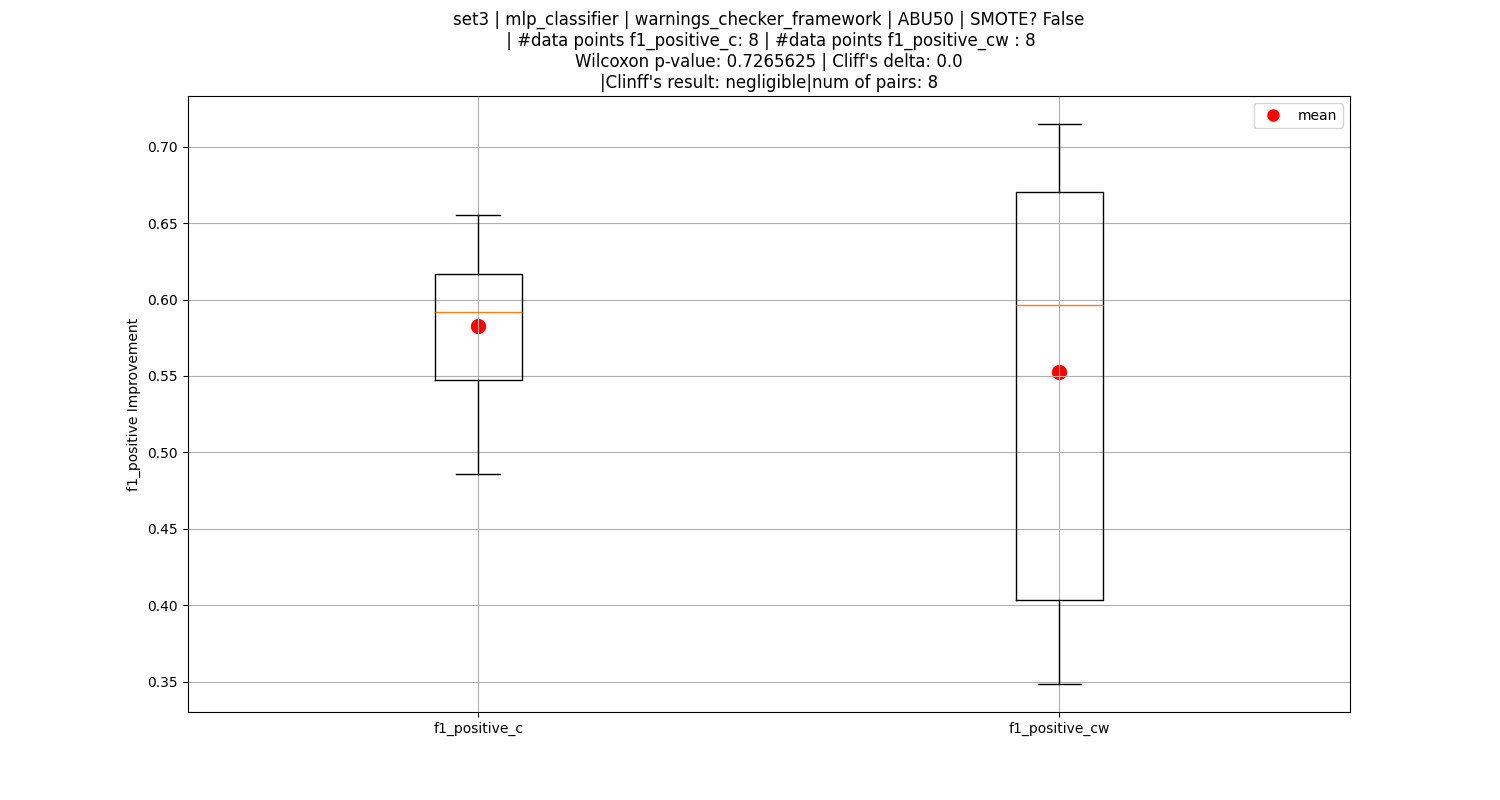 set3 | mlp_classifier | warnings_checker_framework | ABU50 | SMOTE? False
| #data points f1_positive_c: 8 | #data points f1_positive_cw : 8
Wilcoxon p-value: 0.7265625 | Cliff's delta: 0.0
|Clinff's result: negligible|num of pairs: 8
mean
0.70
0.65
0.60
0.55
0.50
0.45
0.40
0.35
f1_positive Improvement
f1_positive_c
f1_positive_cw